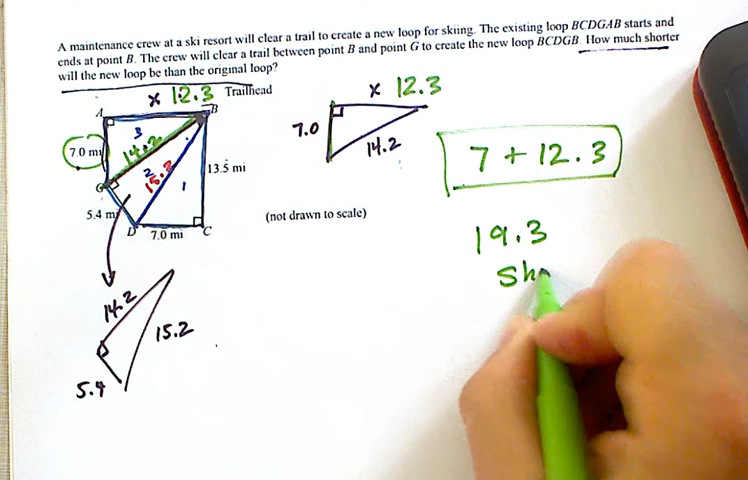 A maintenance crew at a ski resort will clear a trail to create a new loop for skiing. The existing loop BCDGAB starts and
ends at point B. The crew will clear a trail between point B and point G to create the new loop BCDGB. How much shorter
will the new loop be than the original loop?
x 12.3 Trailhead
A
B
3
7.0 mi
14.2
2
15.2
1
13.5 mi
G
5.4 m
D
7.0 mi
C
(not drawn to scale)
x 12.3
7.0
14.2
7 + 12.3
19.3
Sh
14.2
15.2
5.4